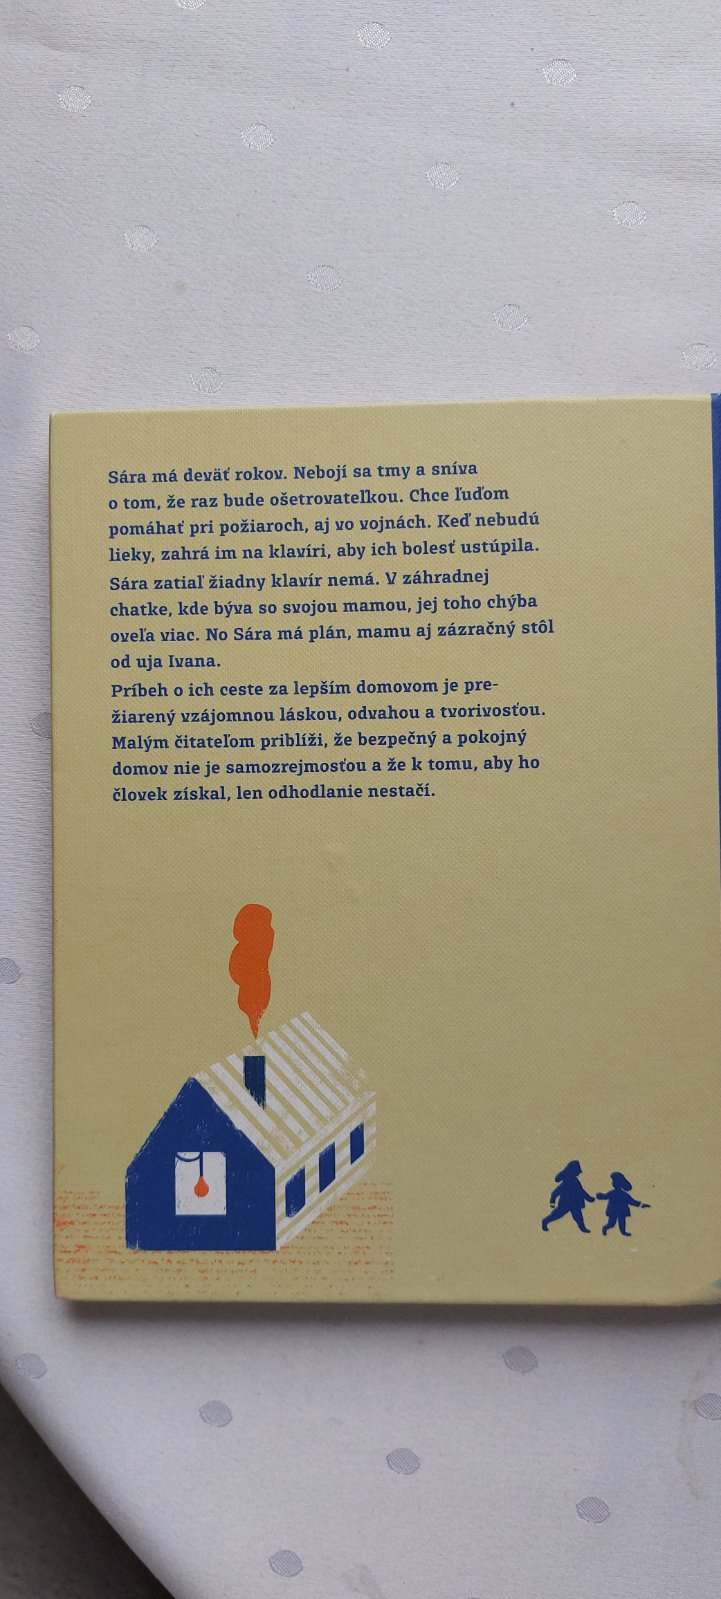 Sára má deväť rokov. Nebojí sa tmy a sníva
o tom, že raz bude ošetrovateľkou. Chce ľuďom
pomáhať pri požiaroch, aj vo vojnách. Keď nebudú
lieky, zahrá im na klavíri, aby ich bolesť ustúpila.
Sára zatiaľ žiadny klavír nemá. V záhradnej
chatke, kde býva so svojou mamou, jej toho chýba
oveľa viac. No Sára má plán, mamu aj zázračný stôl
od uja Ivana.
Príbeh o ich ceste za lepším domovom je pre-
žiarený vzájomnou láskou, odvahou a tvorivosťou.
Malým čitateľom priblíži, že bezpečný a pokojný
domov nie je samozrejmosťou a že k tomu, aby ho
človek získal, len odhodlanie nestačí.